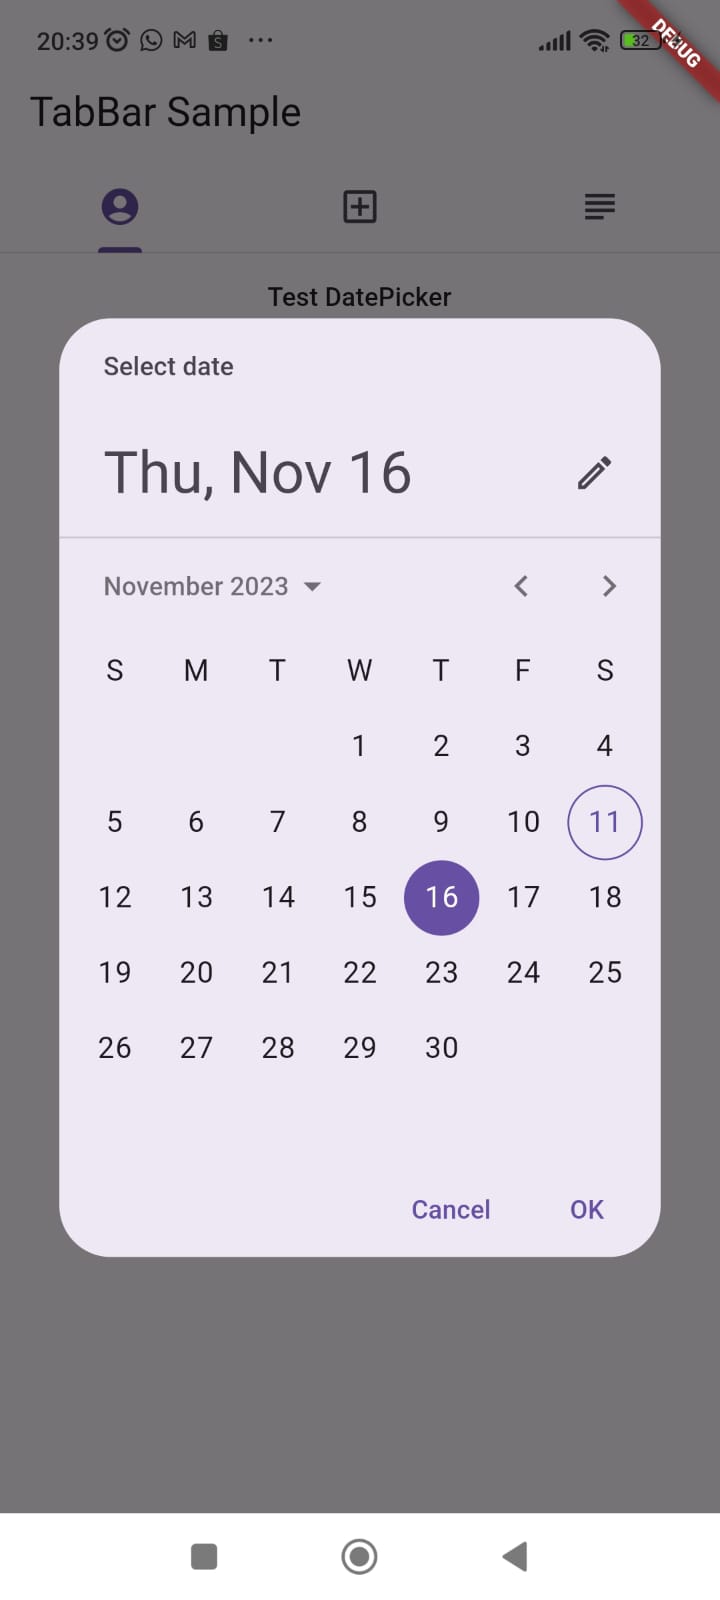 20:39 ... 32
DEBUG
TabBar Sample
Test DatePicker
Select date
Thu, Nov 16
November 2023
S M T W T F S
1 2 3 4
5 6 7 8 9 10 11
12 13 14 15 16 17 18
19 20 21 22 23 24 25
26 27 28 29 30
Cancel OK